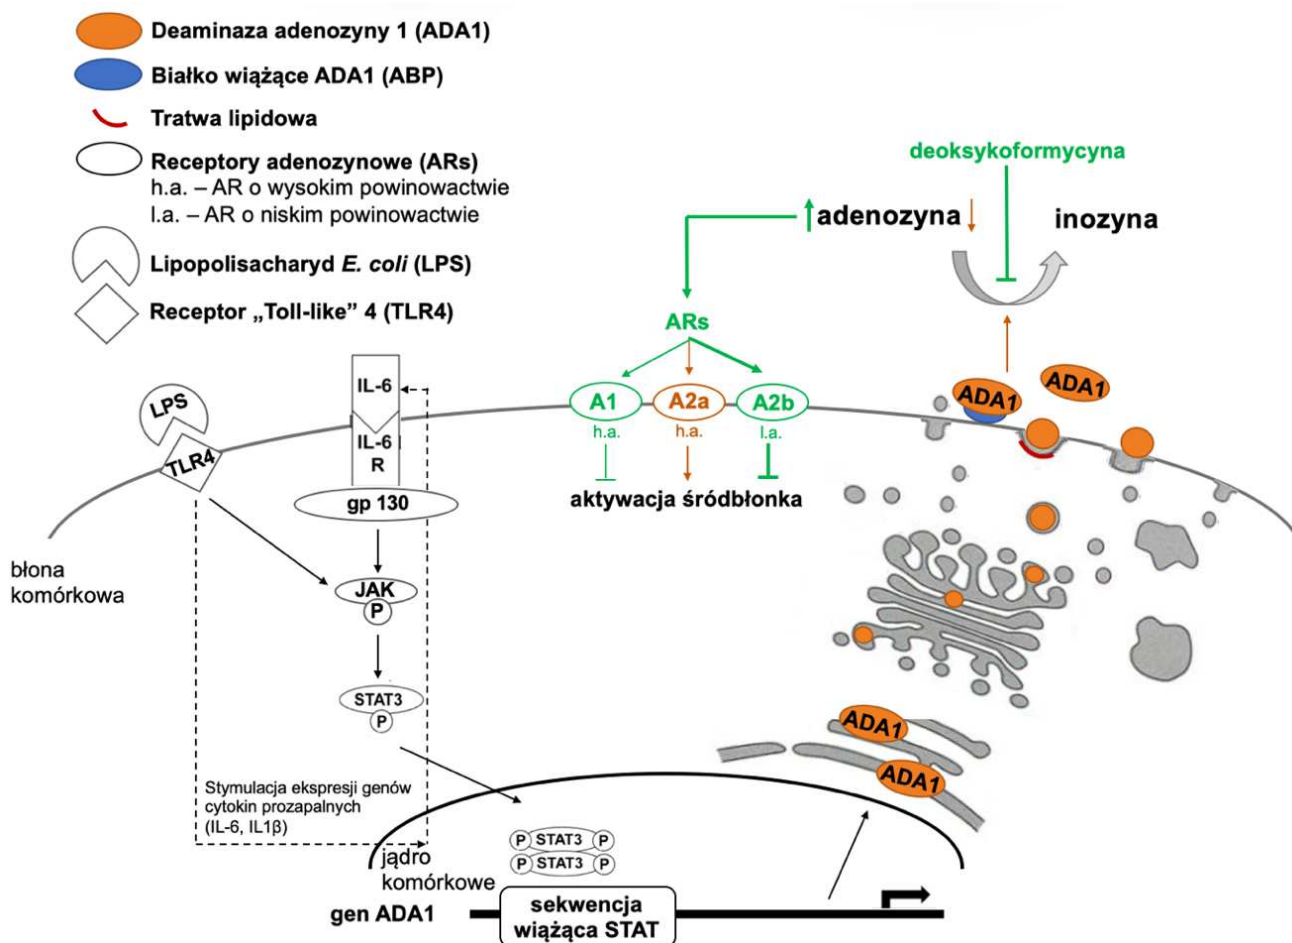 Deaminaza adenozyny 1 (ADA1)
Białko wiążące ADA1 (ABP)
Tratwa lipidowa
Receptory adenozynowe (ARs)
h.a. – AR o wysokim powinowactwie
l.a. – AR o niskim powinowactwie
Lipopolisacharyd E. coli (LPS)
Receptor „Toll-like” 4 (TLR4)
deoksyformycyna
adenozyna
inozyna
ARs
A1
A2a
A2b
h.a.
h.a.
l.a.
aktywacja śródbłonka
ADA1
ADA1
LPS
TLR4
IL-6
IL-6
R
gp 130
JAK
P
STAT3
P
błona
komórkowa
Stymulacja ekspresji genów
cytokin prozapalnych
(IL-6, IL1β)
ADA1
ADA1
P STAT3 P
P STAT3 P
jądro
komórkowe
gen ADA1
sekwencja
wiążąca STAT